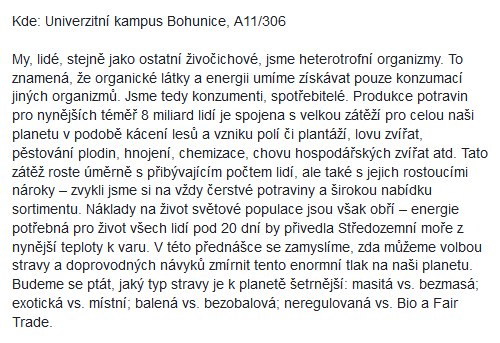 Kde: Univerzitní kampus Bohunice, A11/306

My, lidé, stejně jako ostatní živočichové, jsme heterotrofní organizmy. To
znamená, že organické látky a energii umíme získávat pouze konzumací
jiných organizmů. Jsme tedy konzumenti, spotřebitelé. Produkce potravin
pro nynějších téměř 8 miliard lidí je spojena s velkou zátěží pro celou naši
planetu v podobě kácení lesů a vzniku polí či plantáží, lovu zvířat,
pěstování plodin, hnojení, chemizace, chovu hospodářských zvířat atd. Tato
zátěž roste úměrně s přibývajícím počtem lidí, ale také s jejich rostoucími
nároky – zvykli jsme si na vždy čerstvé potraviny a širokou nabídku
sortimentu. Náklady na život světové populace jsou však obří – energie
potřebná pro život všech lidí pod 20 dní by přivedla Středozemní moře z
nynější teploty k varu. V této přednášce se zamyslíme, zda můžeme volbou
stravy a doprovodných návyků zmírnit tento enormní tlak na naši planetu.
Budeme se ptát, jaký typ stravy je k planetě šetrnější: masitá vs. bezmasá;
exotická vs. místní; balená vs. bezobalová; neregulovaná vs. Bio a Fair
Trade.